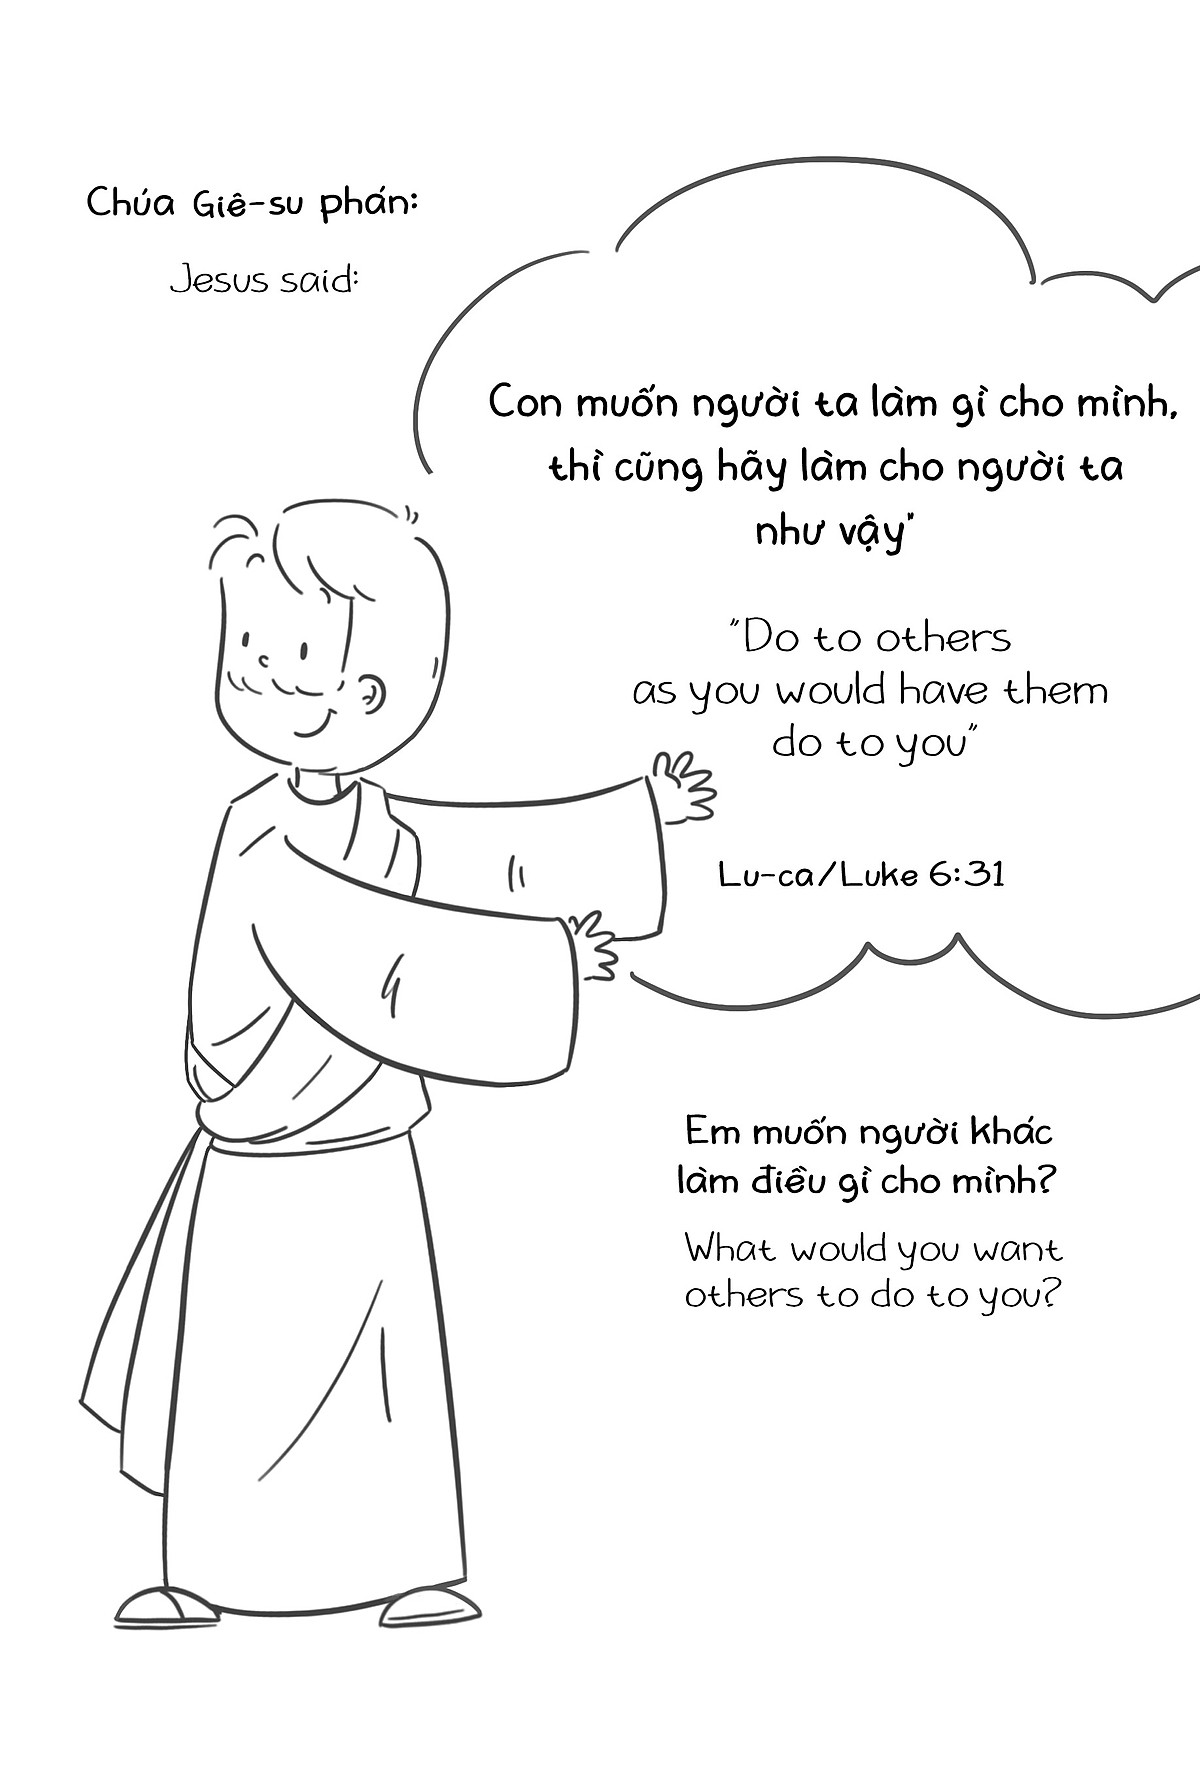 Chúa Giê-su phán:
Jesus said:
Con muốn người ta làm gì cho mình,
thì cũng hãy làm cho người ta
như vậy"
"Do to others
as you would have them
do to you"
Lu-ca/Luke 6:31
Em muốn người khác
làm điều gì cho mình?
What would you want
others to do to you?